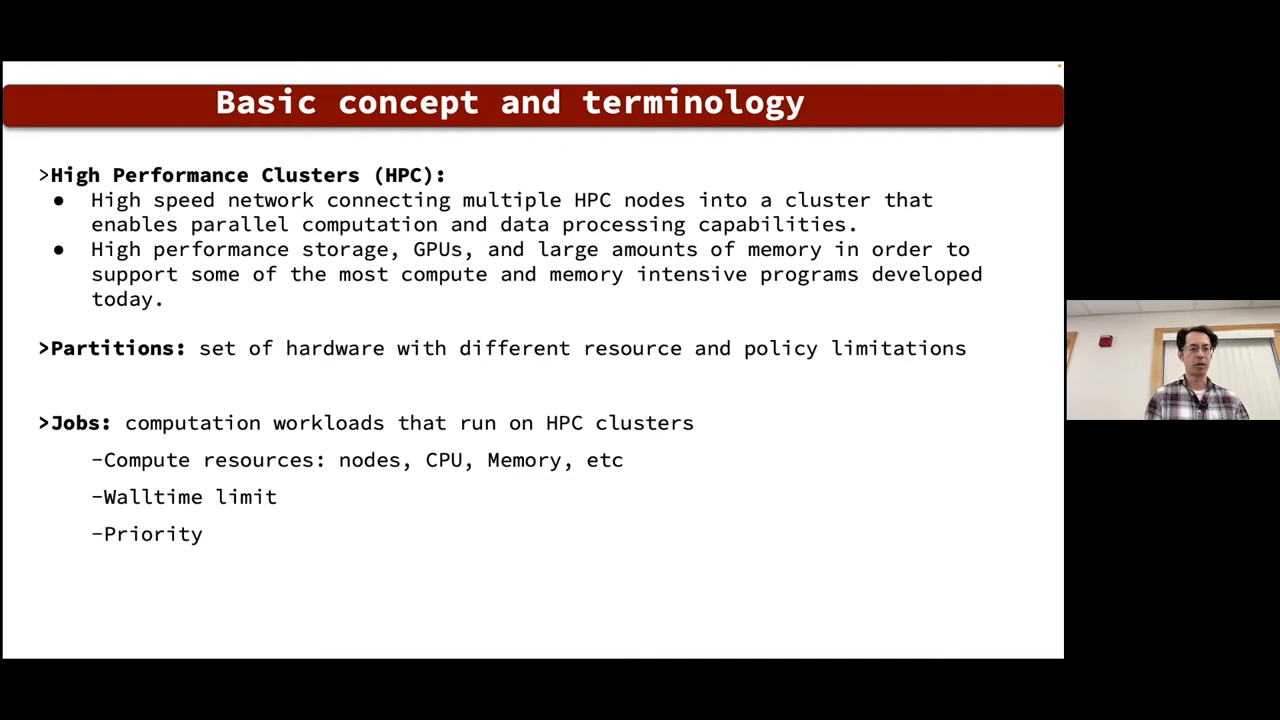 Basic concept and terminology
>High Performance Clusters (HPC):
● High speed network connecting multiple HPC nodes into a cluster that
enables parallel computation and data processing capabilities.
● High performance storage, GPUs, and large amounts of memory in order to
support some of the most compute and memory intensive programs developed
today.
>Partitions: set of hardware with different resource and policy limitations
>Jobs: computation workloads that run on HPC clusters
-Compute resources: nodes, CPU, Memory, etc
-Walltime limit
-Priority